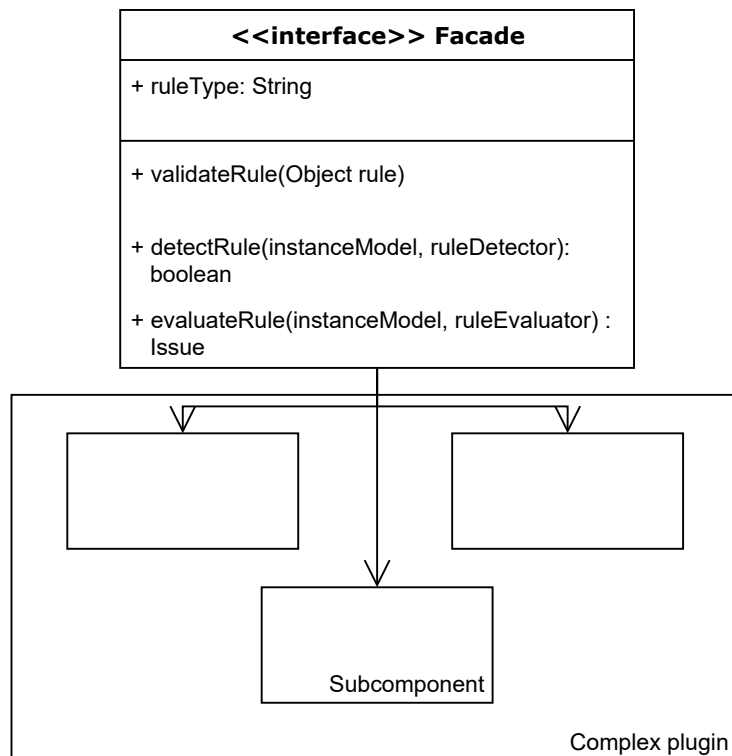 <<interface>> Facade
+ ruleType: String
+ validateRule(Object rule)
+ detectRule(instanceModel, ruleDetector):
boolean
+ evaluateRule(instanceModel, ruleEvaluator) :
Issue
Subcomponent
Complex plugin